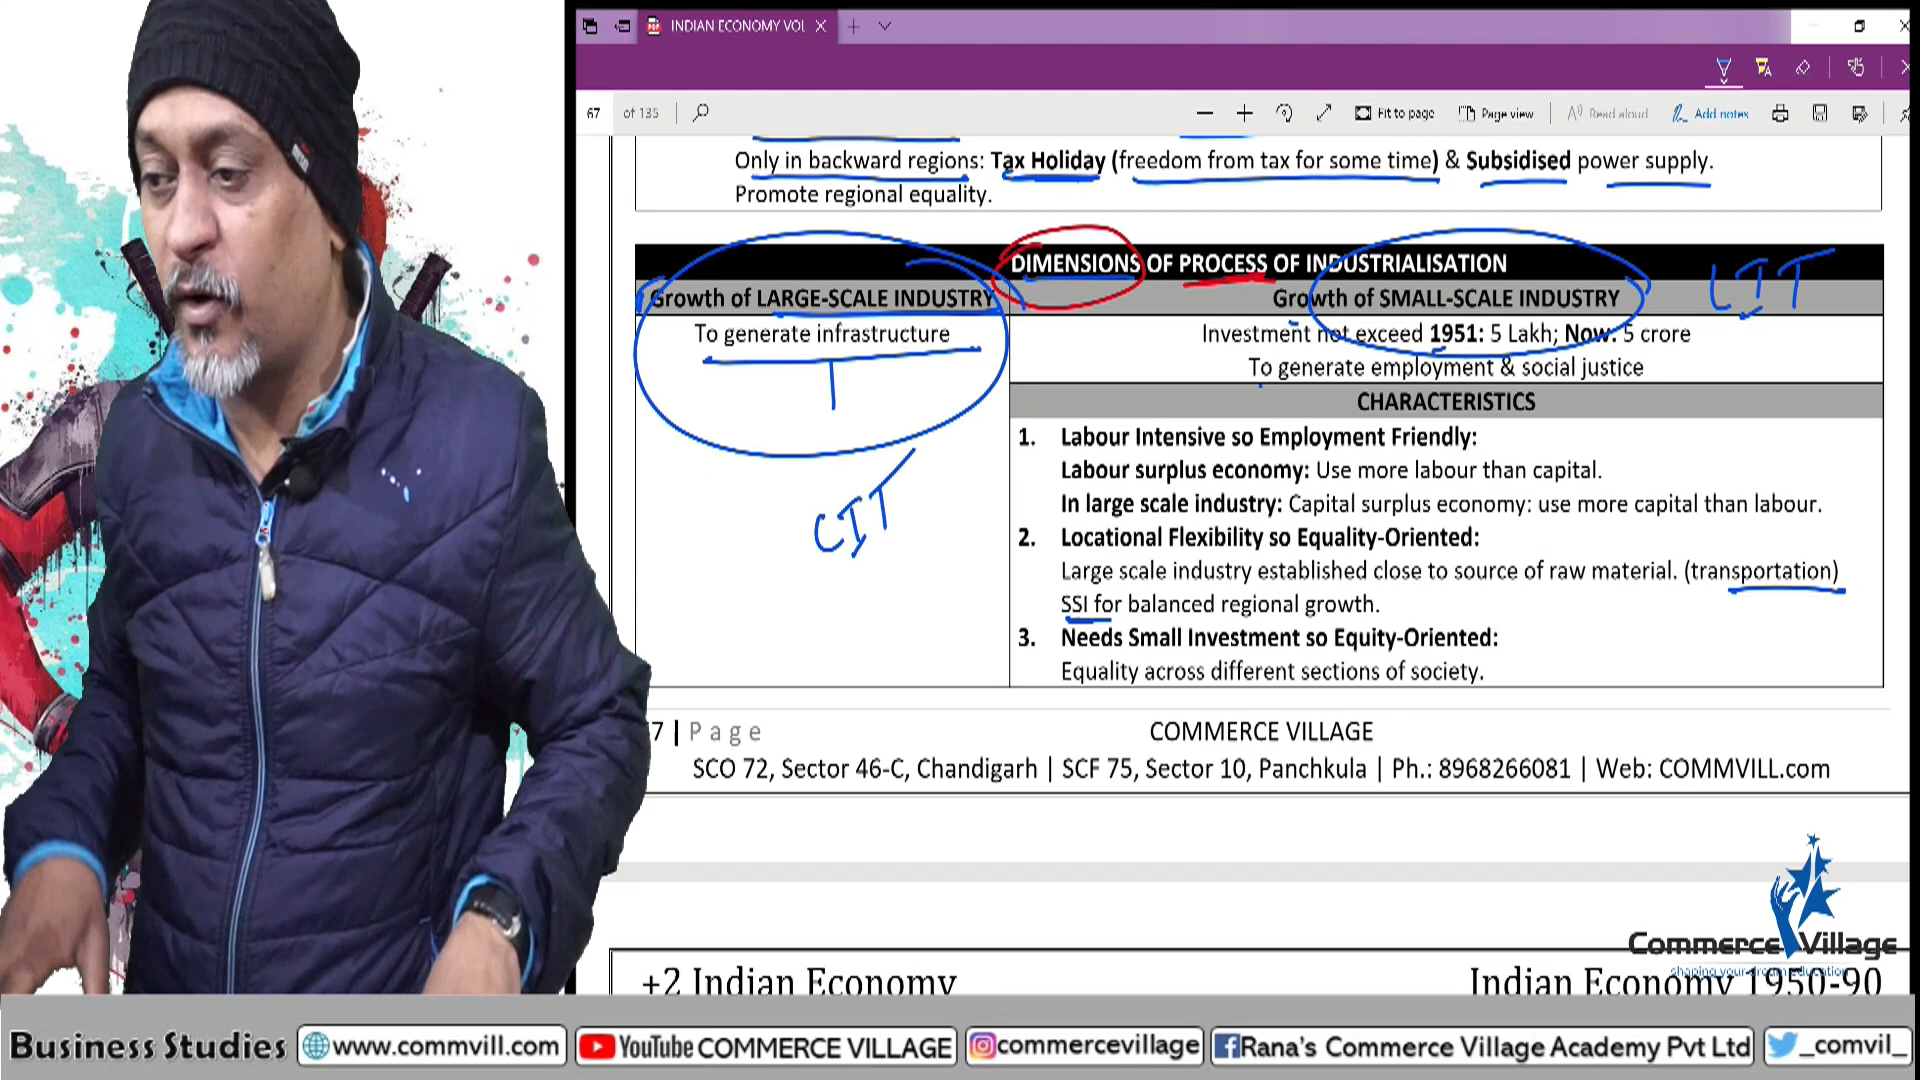 INDIAN ECONOMY VOL
67 of 135
Fit to page
Page view
Read aloud
Add notes
Only in backward regions: Tax Holiday (freedom from tax for some time) & Subsidised power supply.
Promote regional equality.
DIMENSIONS OF PROCESS OF INDUSTRIALISATION
Growth of LARGE-SCALE INDUSTRY
Growth of SMALL-SCALE INDUSTRY
LIT
To generate infrastructure
Investment not exceed 1951: 5 Lakh; Now: 5 crore
To generate employment & social justice
CIT
CHARACTERISTICS
1. Labour Intensive so Employment Friendly:
Labour surplus economy: Use more labour than capital.
In large scale industry: Capital surplus economy: use more capital than labour.
2. Locational Flexibility so Equality-Oriented:
Large scale industry established close to source of raw material. (transportation)
SSI for balanced regional growth.
3. Needs Small Investment so Equity-Oriented:
Equality across different sections of society.
7 | Page
COMMERCE VILLAGE
SCO 72, Sector 46-C, Chandigarh | SCF 75, Sector 10, Panchkula | Ph.: 8968266081 | Web: COMMVILL.com
Commerce Village
shaping your dream education
+2 Indian Economy
Indian Economy 1950-90
Business Studies
www.commvill.com
YouTube COMMERCE VILLAGE
commercevillage
Rana's Commerce Village Academy Pvt Ltd
_comvil_